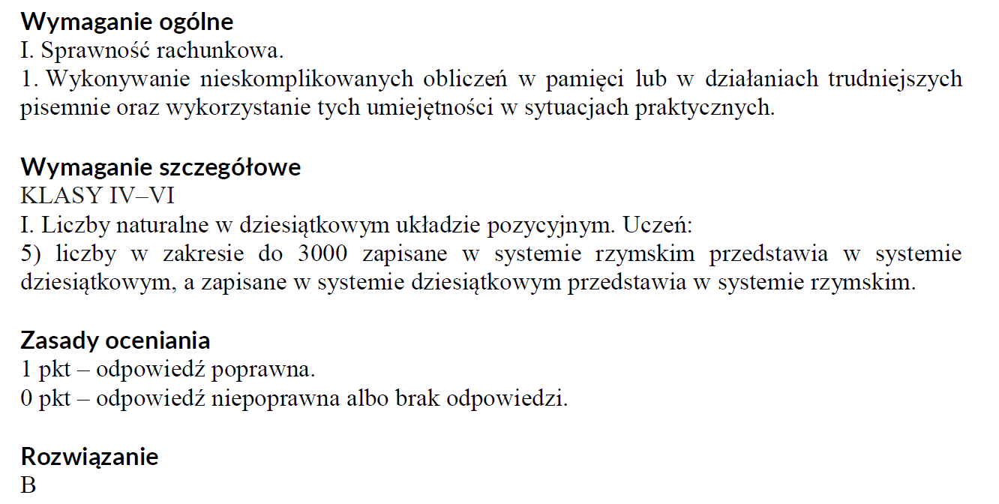 Wymaganie ogólne
I. Sprawność rachunkowa.
1. Wykonywanie nieskomplikowanych obliczeń w pamięci lub w działaniach trudniejszych
pisemnie oraz wykorzystanie tych umiejętności w sytuacjach praktycznych.
Wymaganie szczegółowe
KLASY IV–VI
I. Liczby naturalne w dziesiątkowym układzie pozycyjnym. Uczeń:
5) liczby w zakresie do 3000 zapisane w systemie rzymskim przedstawia w systemie
dziesiątkowym, a zapisane w systemie dziesiątkowym przedstawia w systemie rzymskim.
Zasady oceniania
1 pkt – odpowiedź poprawna.
0 pkt – odpowiedź niepoprawna albo brak odpowiedzi.
Rozwiązanie
B